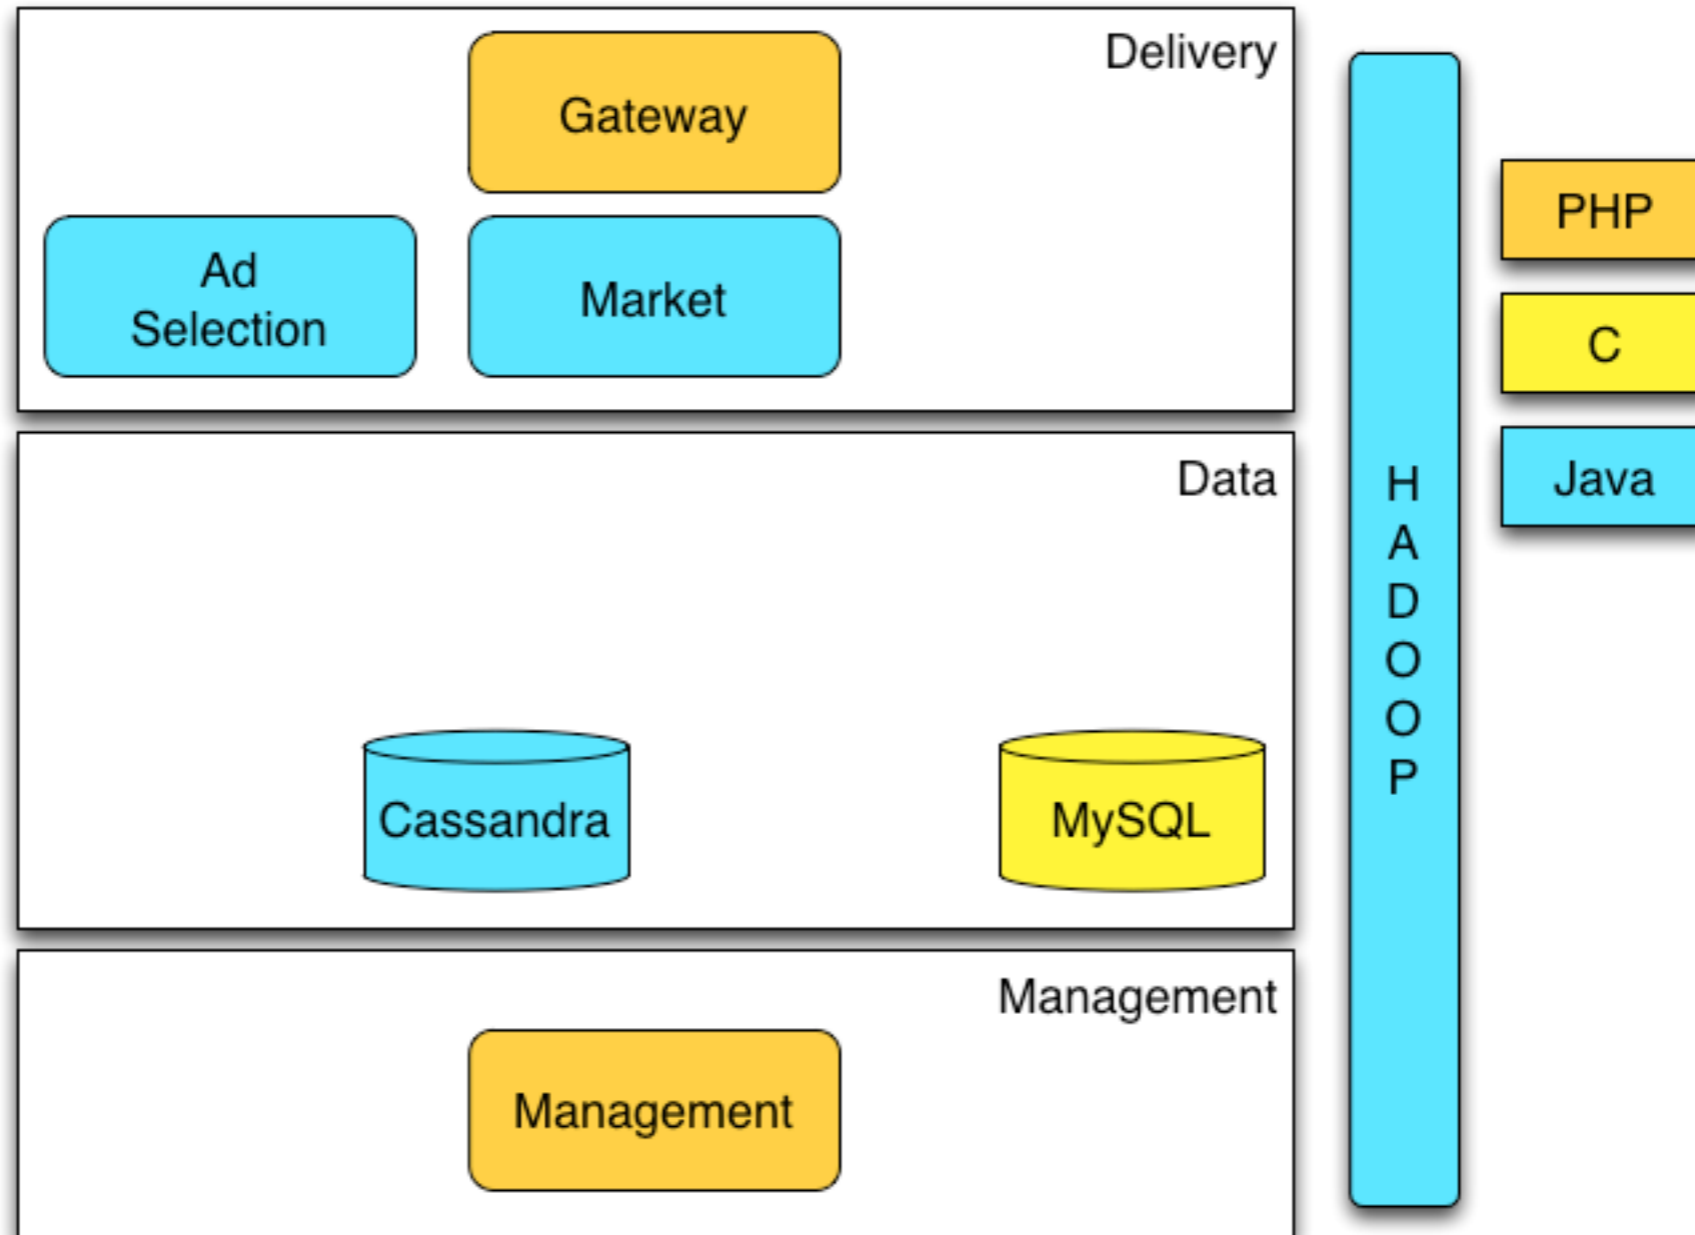 Delivery
Gateway
Ad
Selection
Market
Data
Cassandra
MySQL
Management
Management
H
A
D
O
O
P
PHP
C
Java